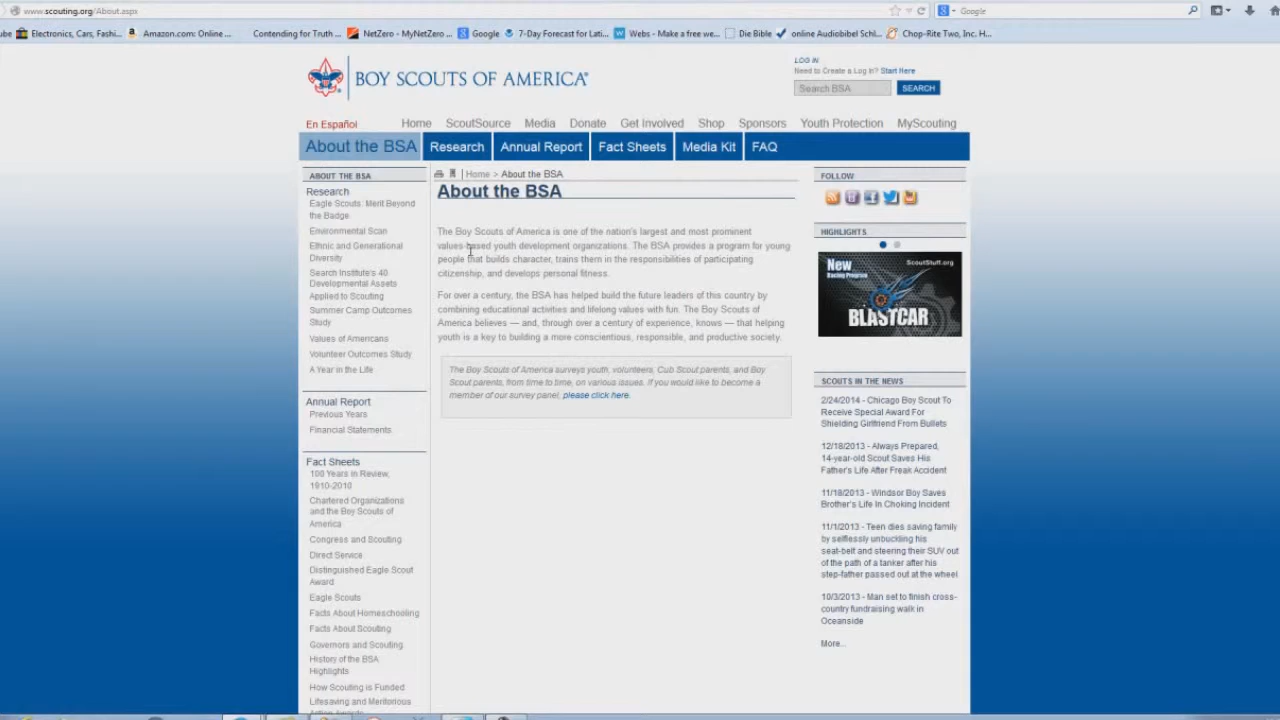 www.scouting.org/About.aspx
Google
Electronics, Cars, Fashi...
Amazon.com: Online ...
Contending for Truth ...
NetZero - MyNetZero ...
Google
7-Day Forecast for Lati...
Webs - Make a free we...
Die Bible
online Audiobibel Schl...
Chop-Rite Two, Inc. H...
BOY SCOUTS OF AMERICA®
LOG IN
Need to Create a Log In? Start Here
Search BSA
SEARCH
En Español
Home ScoutSource Media Donate Get Involved Shop Sponsors Youth Protection MyScouting
About the BSA Research Annual Report Fact Sheets Media Kit FAQ
ABOUT THE BSA
Research
Eagle Scouts: Merit Beyond
the Badge
Environmental Scan
Ethnic and Generational
Diversity
Search Institute's 40
Developmental Assets
Applied to Scouting
Summer Camp Outcomes
Study
Values of Americans
Volunteer Outcomes Study
A Year in the Life
Annual Report
Previous Years
Financial Statements
Fact Sheets
100 Years in Review,
1910-2010
Chartered Organizations
and the Boy Scouts of
America
Congress and Scouting
Direct Service
Distinguished Eagle Scout
Award
Eagle Scouts
Facts About Homeschooling
Facts About Scouting
Governors and Scouting
History of the BSA
Highlights
How Scouting is Funded
Lifesaving and Meritorious
Home > About the BSA
About the BSA
The Boy Scouts of America is one of the nation's largest and most prominent
values-based youth development organizations. The BSA provides a program for young
people that builds character, trains them in the responsibilities of participating
citizenship, and develops personal fitness.
For over a century, the BSA has helped build the future leaders of this country by
combining educational activities and lifelong values with fun. The Boy Scouts of
America believes — and, through over a century of experience, knows — that helping
youth is a key to building a more conscientious, responsible, and productive society.
The Boy Scouts of America surveys youth, volunteers, Cub Scout parents, and Boy
Scout parents, from time to time, on various issues. If you would like to become a
member of our survey panel, please click here.
FOLLOW
HIGHLIGHTS
New
Racing Program
ScoutStuff.org
BLASTCAR
SCOUTS IN THE NEWS
2/24/2014 - Chicago Boy Scout To
Receive Special Award For
Shielding Girlfriend From Bullets
12/18/2013 - Always Prepared,
14-year-old Scout Saves His
Father's Life After Freak Accident
11/18/2013 - Windsor Boy Saves
Brother's Life In Choking Incident
11/1/2013 - Teen dies saving family
by selflessly unbuckling his
seat-belt and steering their SUV out
of the path of a tanker after his
step-father passed out at the wheel
10/3/2013 - Man set to finish cross-
country fundraising walk in
Oceanside
More...